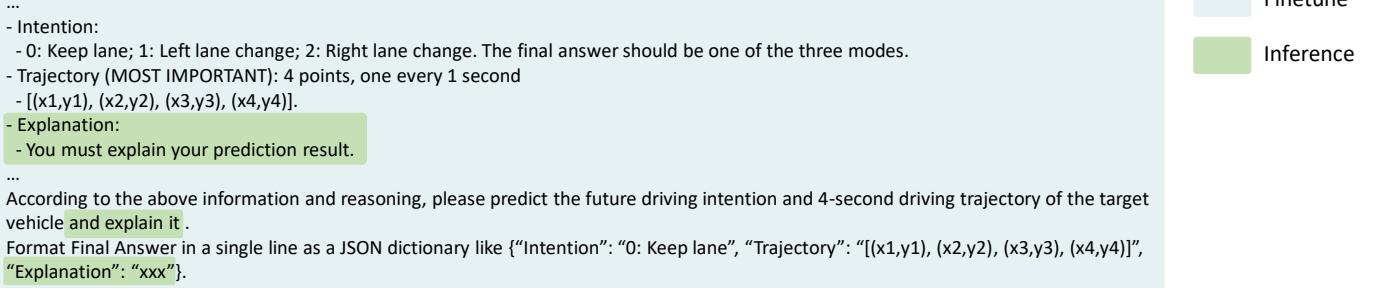 ...
- Intention:
- 0: Keep lane; 1: Left lane change; 2: Right lane change. The final answer should be one of the three modes.
- Trajectory (MOST IMPORTANT): 4 points, one every 1 second
- [(x1,y1), (x2,y2), (x3,y3), (x4,y4)].
- Explanation:
- You must explain your prediction result.
...
According to the above information and reasoning, please predict the future driving intention and 4-second driving trajectory of the target
vehicle and explain it .
Format Final Answer in a single line as a JSON dictionary like {“Intention”: “0: Keep lane”, “Trajectory”: “[(x1,y1), (x2,y2), (x3,y3), (x4,y4)]”,
“Explanation”: “xxx”}.
Finetune
Inference